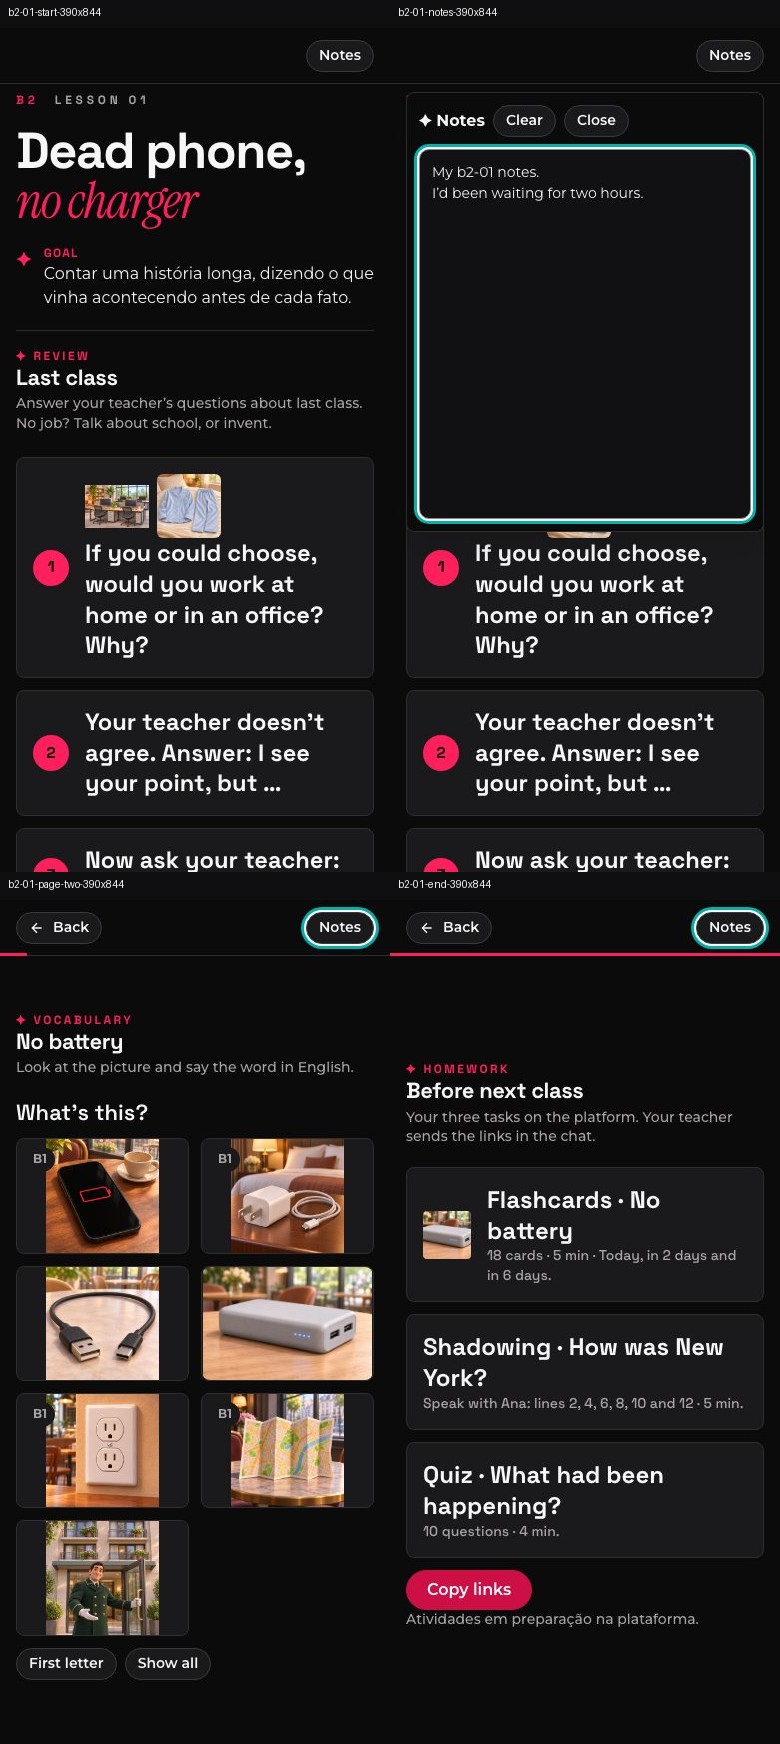 b2-01-start-390x844
Notes
B2 LESSON 01
Dead phone,
no charger
GOAL
Contar uma história longa, dizendo o que
vinha acontecendo antes de cada fato.
REVIEW
Last class
Answer your teacher's questions about last class.
No job? Talk about school, or invent.
1
If you could choose,
would you work at
home or in an office?
Why?
2
Your teacher doesn't
agree. Answer: I see
your point, but ...
Now ask your teacher:
b2-01-notes-390x844
Notes
Notes
Clear
Close
My b2-01 notes.
I'd been waiting for two hours.
1
If you could choose,
would you work at
home or in an office?
Why?
2
Your teacher doesn't
agree. Answer: I see
your point, but ...
Now ask your teacher:
b2-01-page-two-390x844
← Back
Notes
VOCABULARY
No battery
Look at the picture and say the word in English.
What's this?
B1
B1
B1
B1
First letter
Show all
b2-01-end-390x844
← Back
Notes
HOMEWORK
Before next class
Your three tasks on the platform. Your teacher
sends the links in the chat.
Flashcards · No
battery
18 cards · 5 min · Today, in 2 days and
in 6 days.
Shadowing · How was New
York?
Speak with Ana: lines 2, 4, 6, 8, 10 and 12 · 5 min.
Quiz · What had been
happening?
10 questions · 4 min.
Copy links
Atividades em preparação na plataforma.